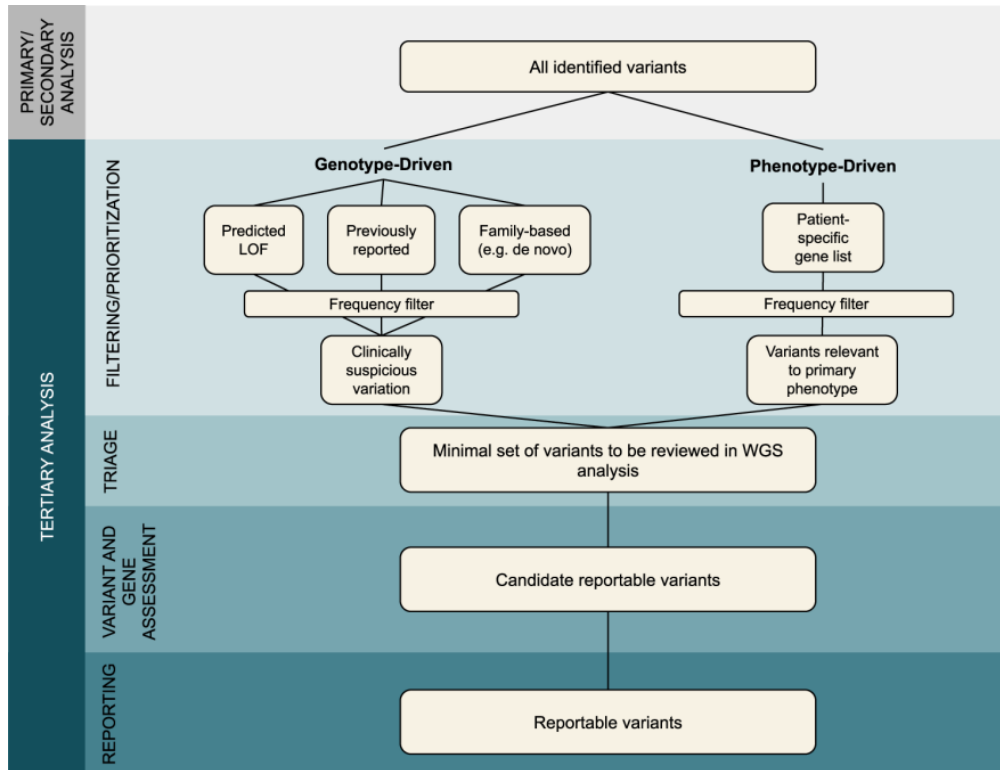 PRIMARY/
SECONDARY
ANALYSIS
All identified variants
TERTIARY ANALYSIS
FILTERING/PRIORITIZATION
Genotype-Driven
Phenotype-Driven
Predicted
LOF
Previously
reported
Family-based
(e.g. de novo)
Patient-
specific
gene list
Frequency filter
Frequency filter
Clinically
suspicious
variation
Variants relevant
to primary
phenotype
TRIAGE
Minimal set of variants to be reviewed in WGS
analysis
VARIANT AND
GENE
ASSESSMENT
Candidate reportable variants
REPORTING
Reportable variants